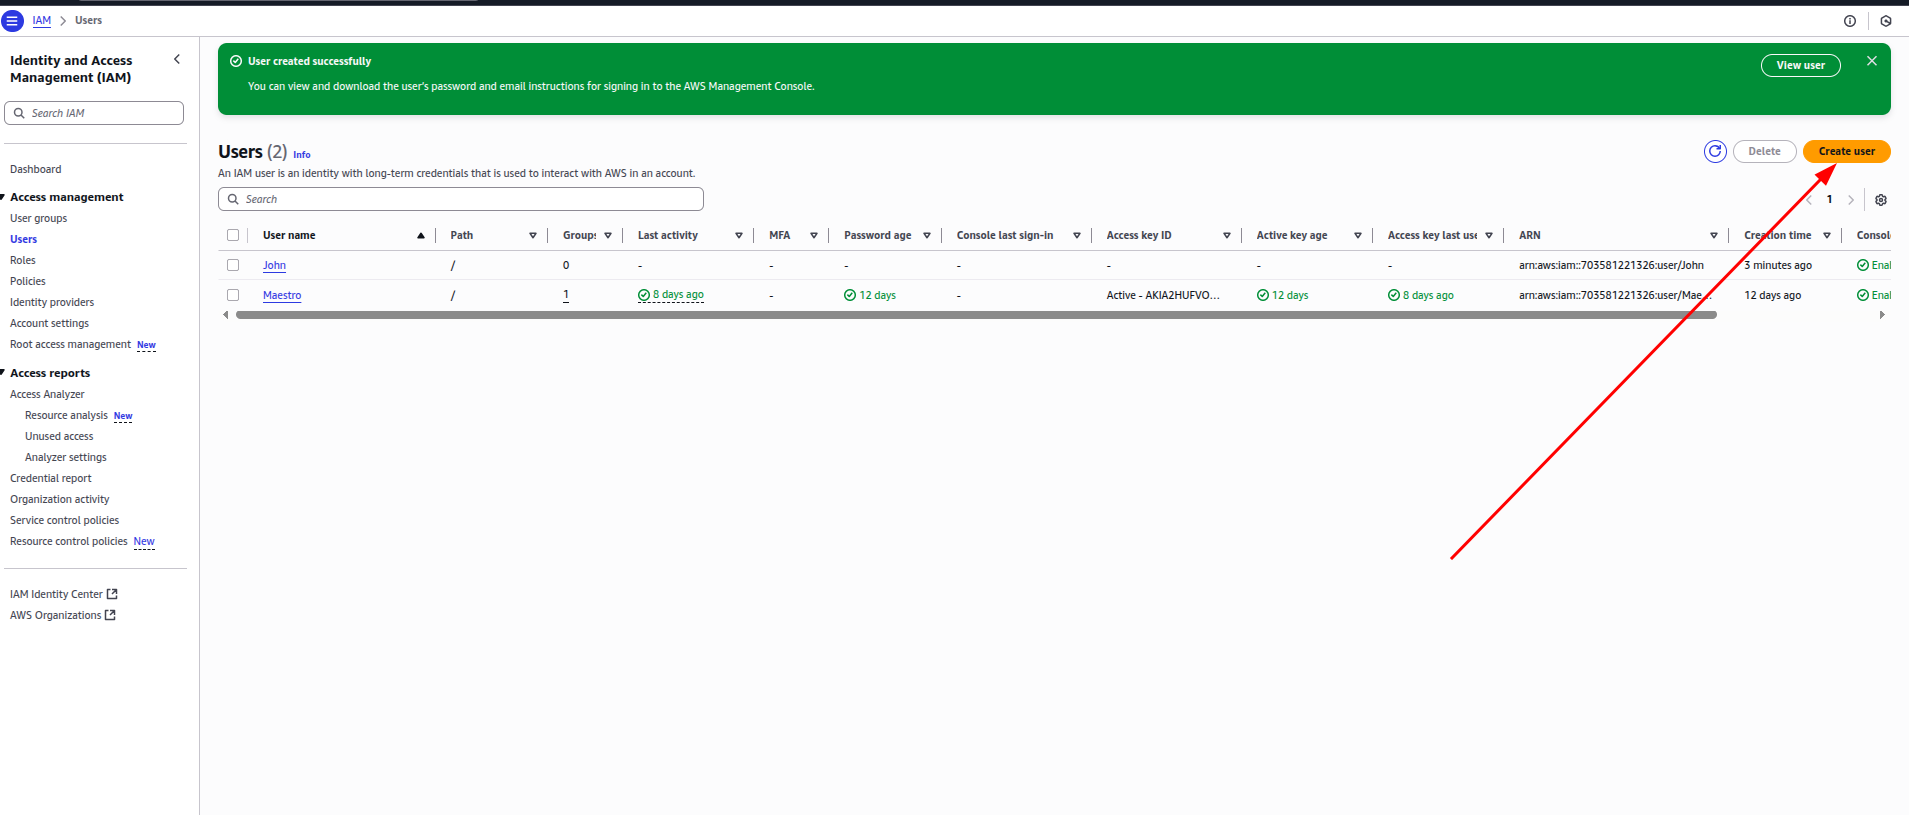 IAM > Users
Identity and Access
Management (IAM)
Search IAM
Dashboard
Access management
User groups
Users
Roles
Policies
Identity providers
Account settings
Root access management New
Access reports
Access Analyzer
Resource analysis New
Unused access
Analyzer settings
Credential report
Organization activity
Service control policies
Resource control policies New
IAM Identity Center
AWS Organizations
User created successfully
You can view and download the user's password and email instructions for signing in to the AWS Management Console.
View user
Users (2) Info
An IAM user is an identity with long-term credentials that is used to interact with AWS in an account.
Delete
Create user
Search
1
User name Path Groups Last activity MFA Password age Console last sign-in Access key ID Active key age Access key last use ARN Creation time Consol
John / 0 - - - - - - - arn:aws:iam::703581221326:user/John 3 minutes ago Enal
Maestro / 1 8 days ago - 12 days - Active - AKIA2HUFVO... 12 days 8 days ago arn:aws:iam::703581221326:user/Mae... 12 days ago Enal